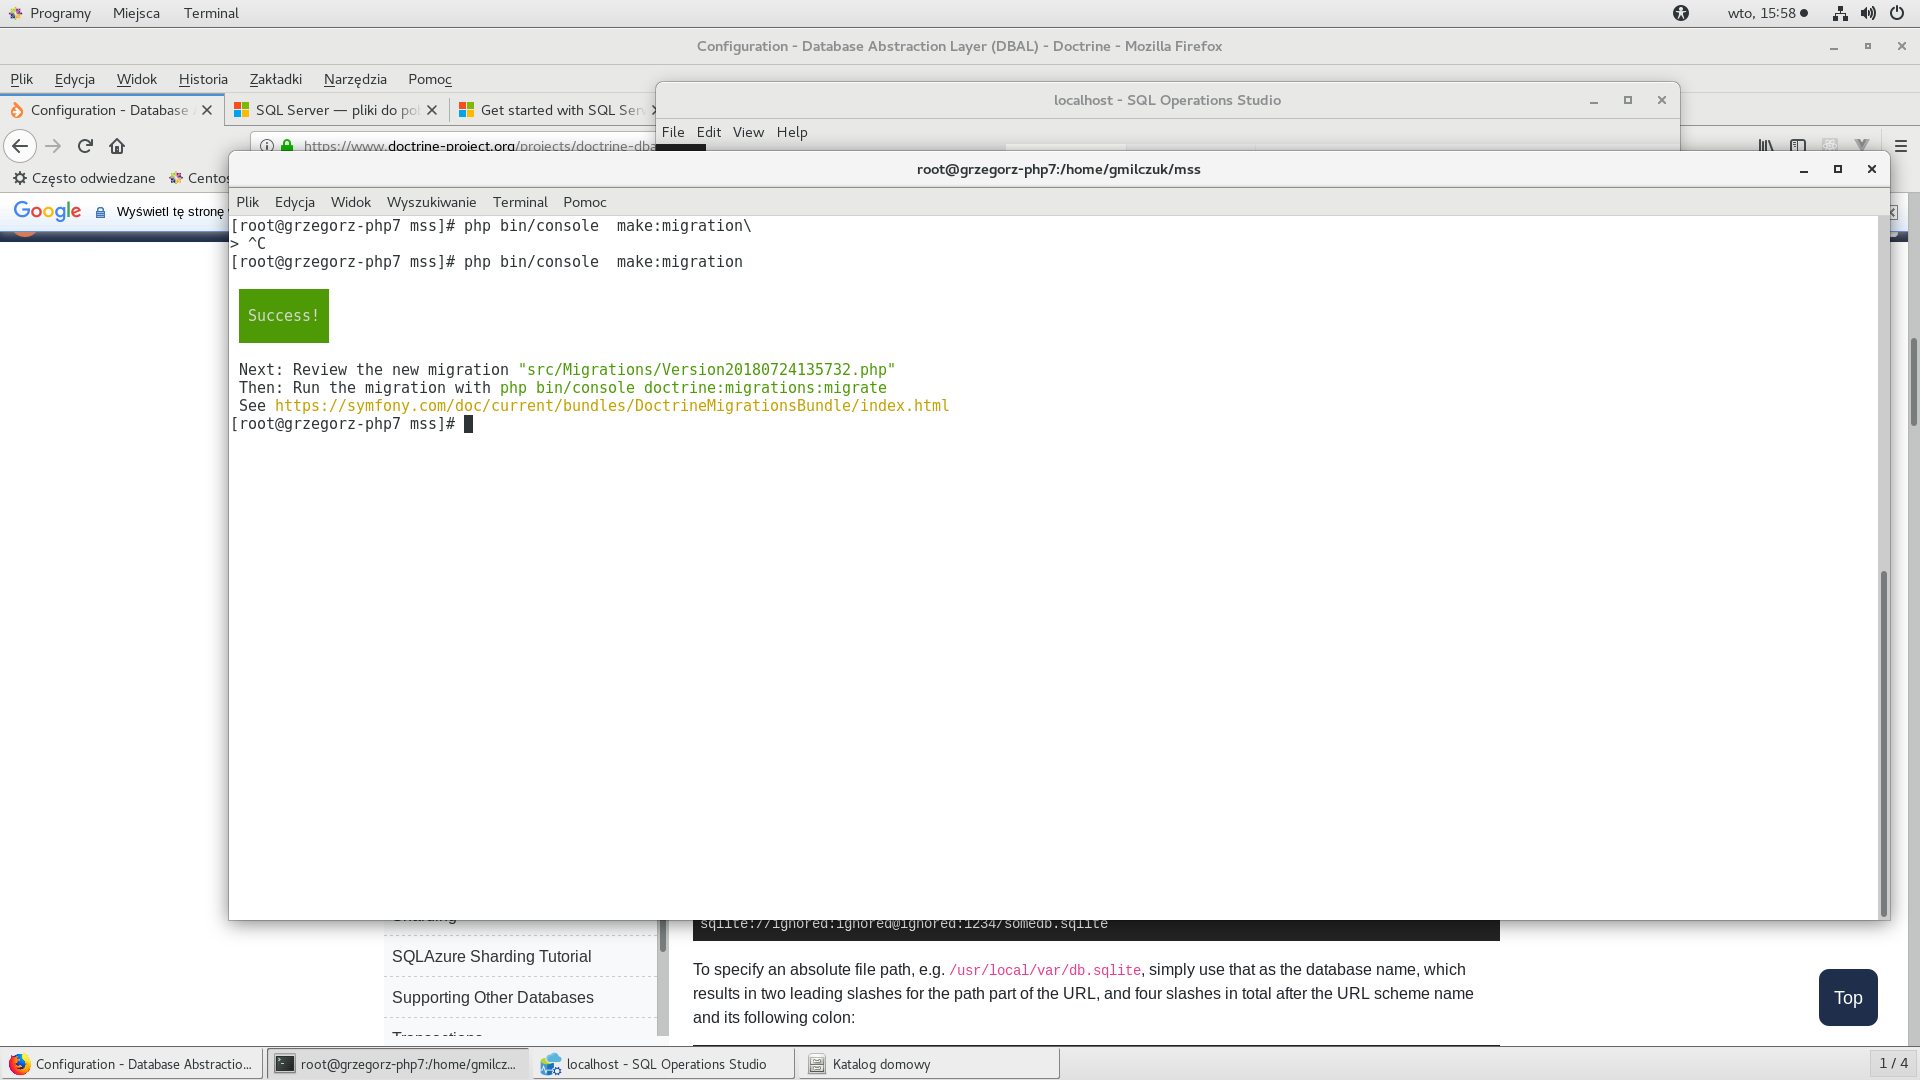 Programy Miejsca Terminal wto, 15:58
Configuration - Database Abstraction Layer (DBAL) - Doctrine - Mozilla Firefox
Plik Edycja Widok Historia Zakładki Narzędzia Pomoc
Configuration - Database SQL Server — pliki do Get started with SQL
localhost - SQL Operations Studio
File Edit View Help
https://www.doctrine-project.org/projects/doctrine-dba
Często odwiedzane
Google Wyświetl tę stronę
root@grzegorz-php7:/home/gmilczuk/mss
Plik Edycja Widok Wyszukiwanie Terminal Pomoc
[root@grzegorz-php7 mss]# php bin/console  make:migration\
> ^C
[root@grzegorz-php7 mss]# php bin/console  make:migration
Success!
Next: Review the new migration "src/Migrations/Version20180724135732.php"
Then: Run the migration with php bin/console doctrine:migrations:migrate
See https://symfony.com/doc/current/bundles/DoctrineMigrationsBundle/index.html
[root@grzegorz-php7 mss]#
sqlite://ignored:ignored@ignored:1234/somedb.sqlite
SQLAzure Sharding Tutorial
Supporting Other Databases
To specify an absolute file path, e.g. /usr/local/var/db.sqlite, simply use that as the database name, which
results in two leading slashes for the path part of the URL, and four slashes in total after the URL scheme name
and its following colon:
Top
Configuration - Database Abstractio... root@grzegorz-php7:/home/gmilcz... localhost - SQL Operations Studio Katalog domowy 1 / 4